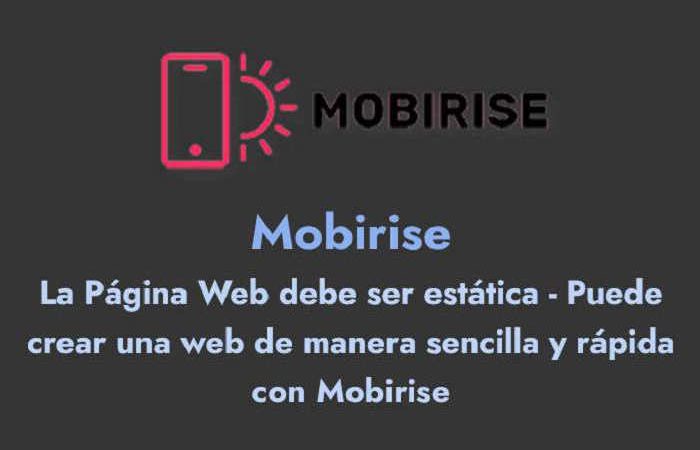 MOBIRISE
Mobirise
La Página Web debe ser estática - Puede
crear una web de manera sencilla y rápida
con Mobirise